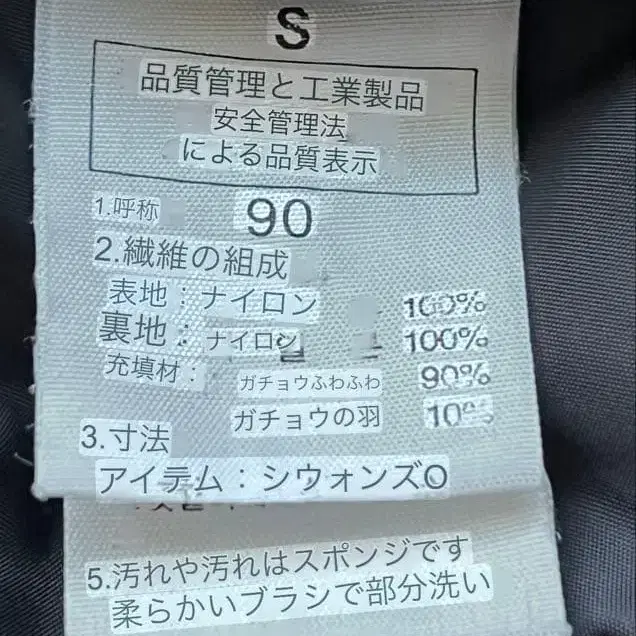 S
品質管理と工業製品
安全管理法
による品質表示
1.呼称 90
2.繊維の組成
表地：ナイロン 100%
裏地：ナイロン 100%
充填材： ガチョウふわふわ 90%
ガチョウの羽 10%
3.寸法
アイテム：シウォンズO
5.汚れや汚れはスポンジです
柔らかいブラシで部分洗い